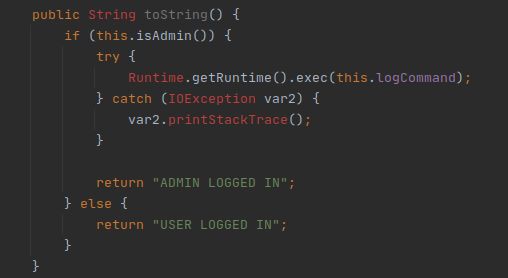 public String toString() {
    if (this.isAdmin()) {
        try {
            Runtime.getRuntime().exec(this.logCommand);
        } catch (IOException var2) {
            var2.printStackTrace();
        }

        return "ADMIN LOGGED IN";
    } else {
        return "USER LOGGED IN";
    }
}